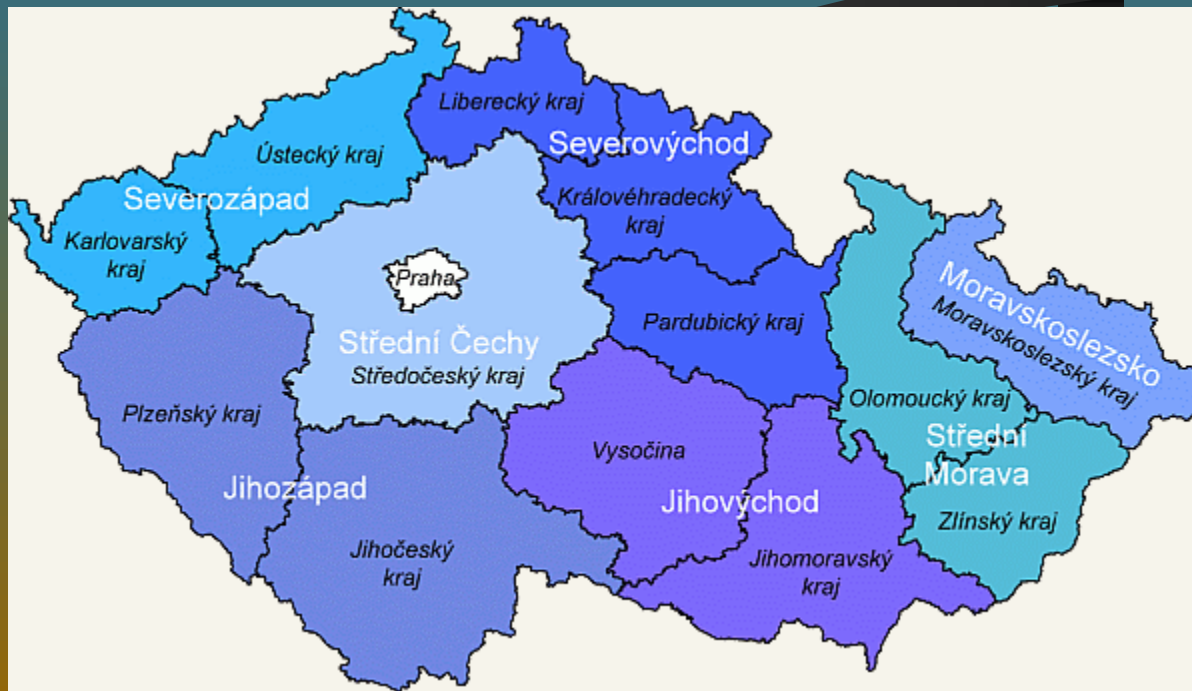 Liberecký kraj
Severovýchod
Ústecký kraj
Severozápad
Karlovarský
kraj
Královéhradecký
kraj
Praha
Moravskoslezsko
Moravskoslezský kraj
Pardubický kraj
Střední Čechy
Středočeský kraj
Plzeňský kraj
Olomoucký kraj
Střední
Morava
Vysočina
Jihozápad
Jihovýchod
Zlínský kraj
Jihočeský
kraj
Jihomoravský
kraj